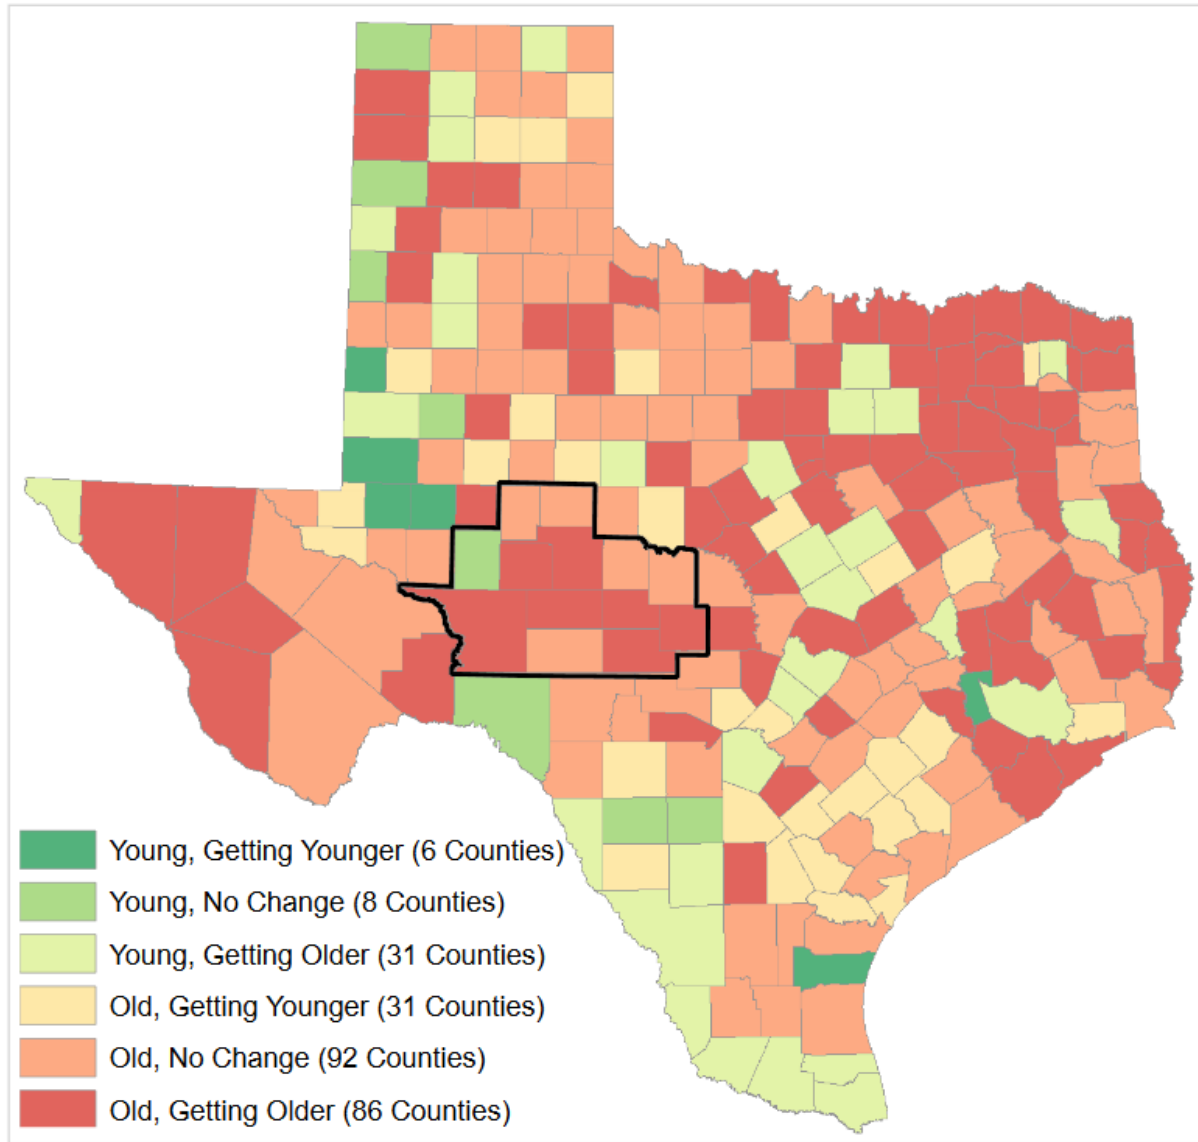 Young, Getting Younger (6 Counties)
Young, No Change (8 Counties)
Young, Getting Older (31 Counties)
Old, Getting Younger (31 Counties)
Old, No Change (92 Counties)
Old, Getting Older (86 Counties)